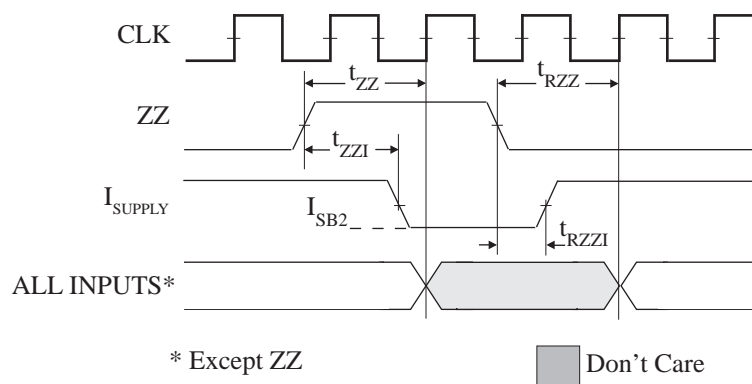 CLK
tZZ
tRZZ
ZZ
tZZI
ISUPPLY
ISB2
tRZZI
ALL INPUTS*
* Except ZZ
Don't Care